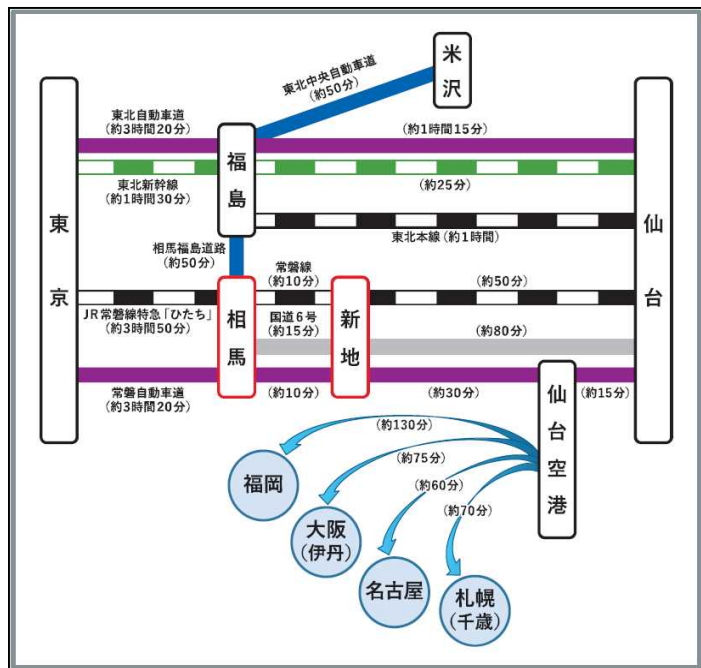 米沢
東北中央自動車道
(約50分)
東北自動車道
(約3時間20分)
(約1時間15分)
福島
東北新幹線
(約1時間30分)
(約25分)
東京
仙台
東北本線(約1時間)
相馬福島道路
(約50分)
常磐線
(約10分)
(約50分)
JR常磐線特急「ひたち」
(約3時間50分)
相馬
国道6号
(約15分)
新地
(約80分)
常磐自動車道
(約3時間20分)
(約10分)
(約30分)
仙台空港
(約15分)
(約130分)
福岡
(約75分)
大阪
(伊丹)
(約60分)
名古屋
(約70分)
札幌
(千歳)